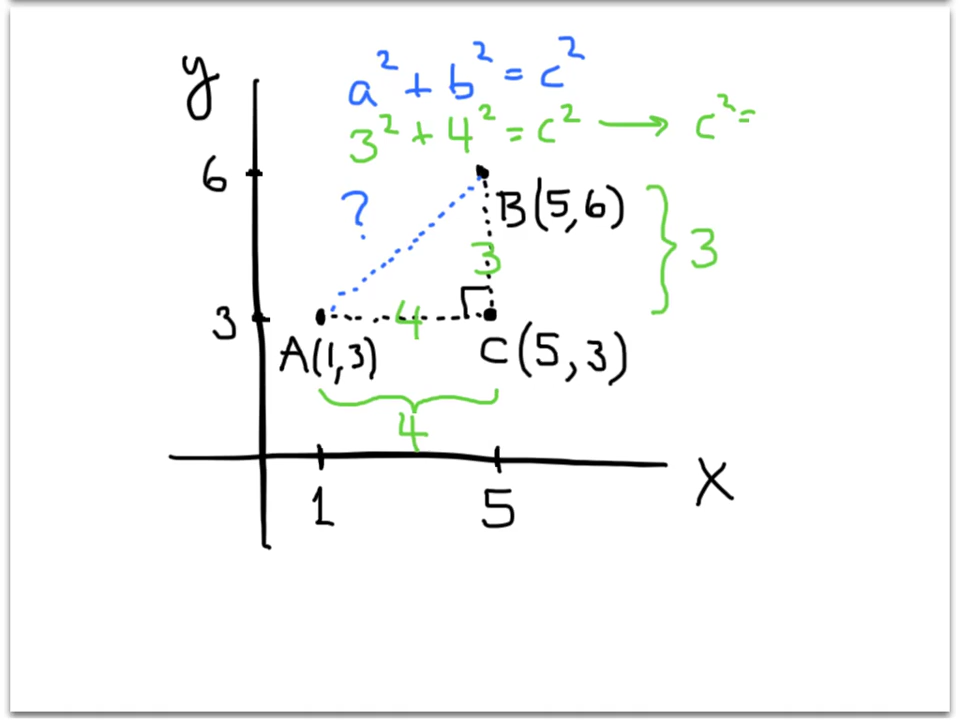 y
a² + b² = c²
3² + 4² = c² → c² =
6
?
B(5,6)
3
3
3
4
A(1,3)
C(5,3)
4
1
5
X